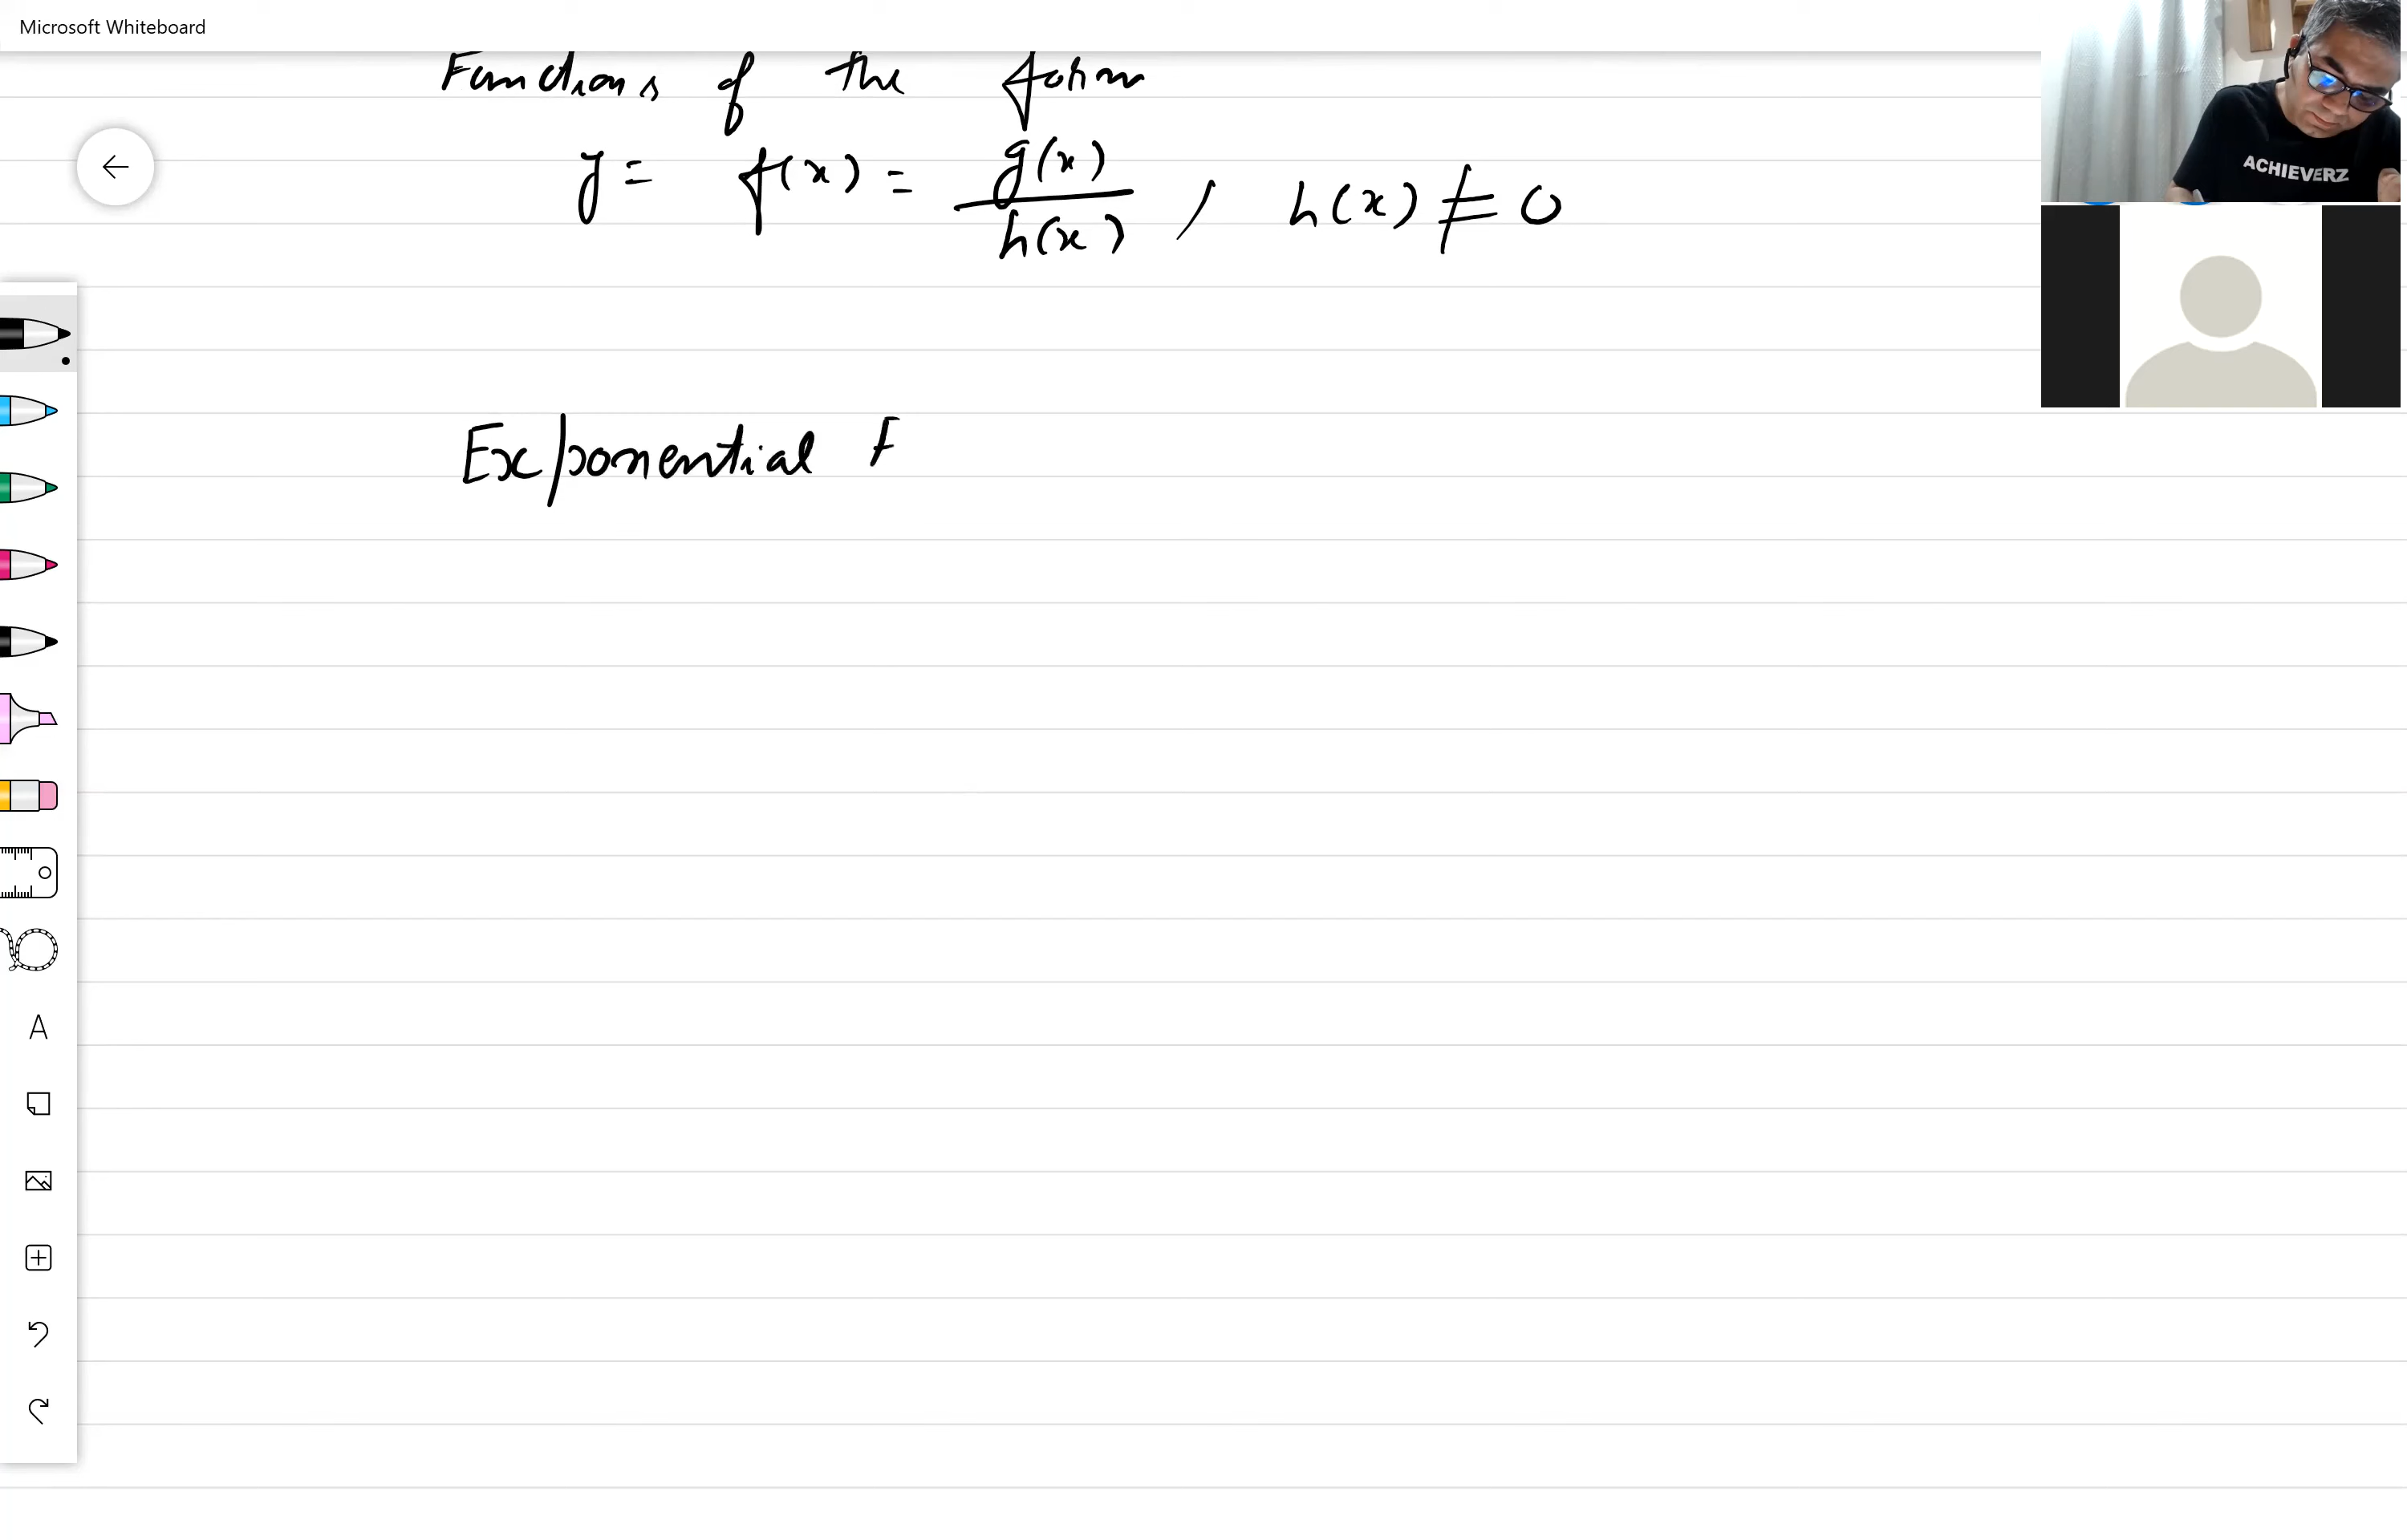 Microsoft Whiteboard
Functions of the form
y = f(x) = g(x) / h(x) , h(x) ≠ 0
Exponential F
ACHIEVERZ
A